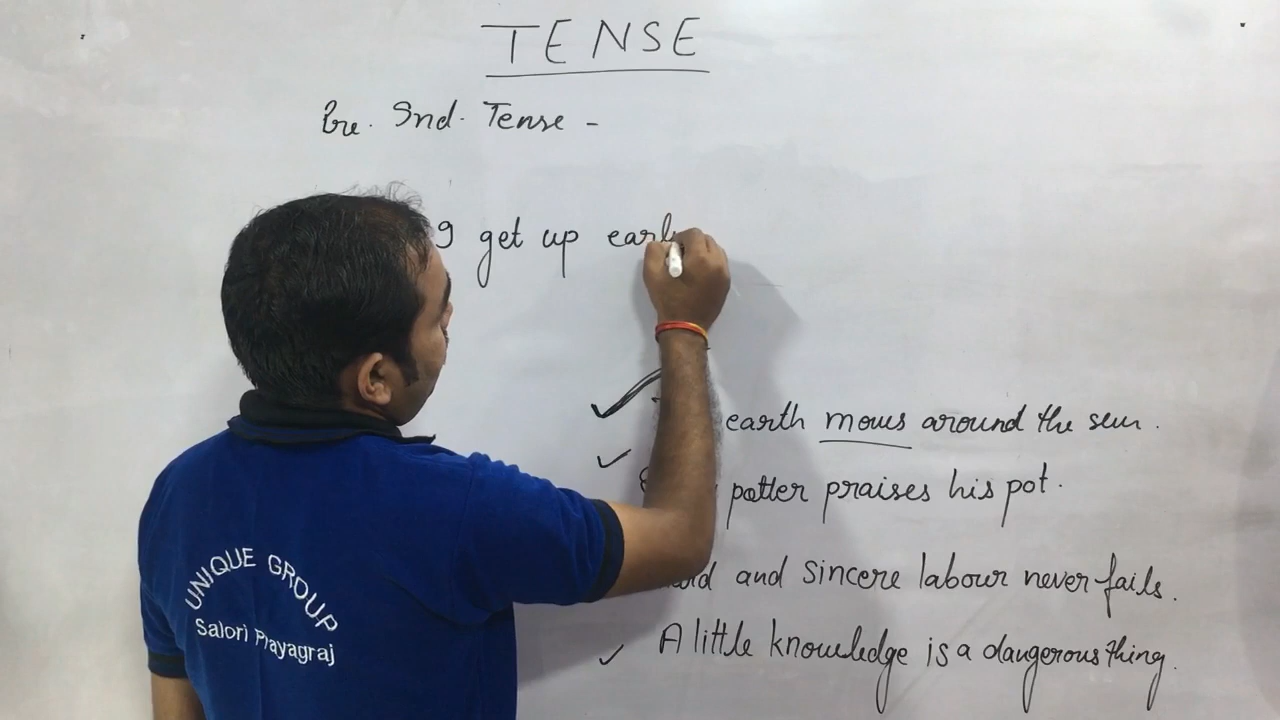 TENSE
Pre. Ind. Tense -
I get up early
earth moves around the sun.
potter praises his pot.
and sincere labour never fails.
A little knowledge is a dangerous thing.
UNIQUE GROUP
Salori Prayagraj